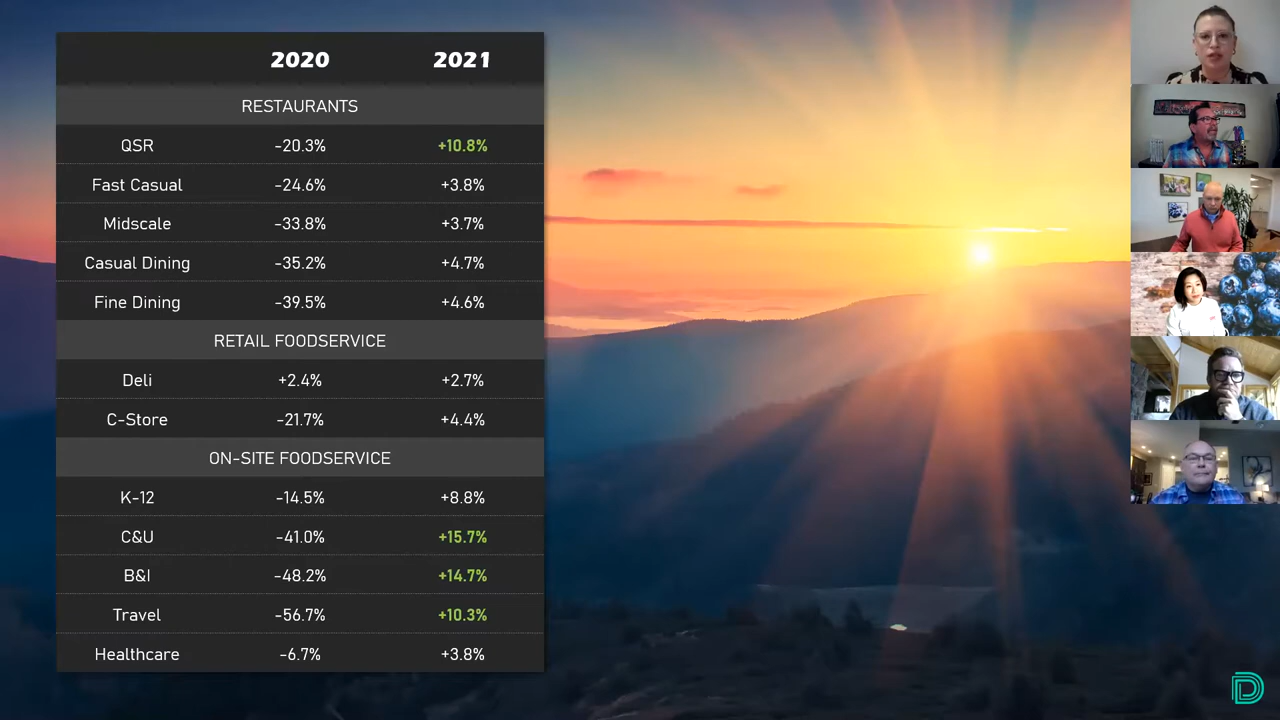 2020 2021
RESTAURANTS
QSR -20.3% +10.8%
Fast Casual -24.6% +3.8%
Midscale -33.8% +3.7%
Casual Dining -35.2% +4.7%
Fine Dining -39.5% +4.6%
RETAIL FOODSERVICE
Deli +2.4% +2.7%
C-Store -21.7% +4.4%
ON-SITE FOODSERVICE
K-12 -14.5% +8.8%
C&U -41.0% +15.7%
B&I -48.2% +14.7%
Travel -56.7% +10.3%
Healthcare -6.7% +3.8%